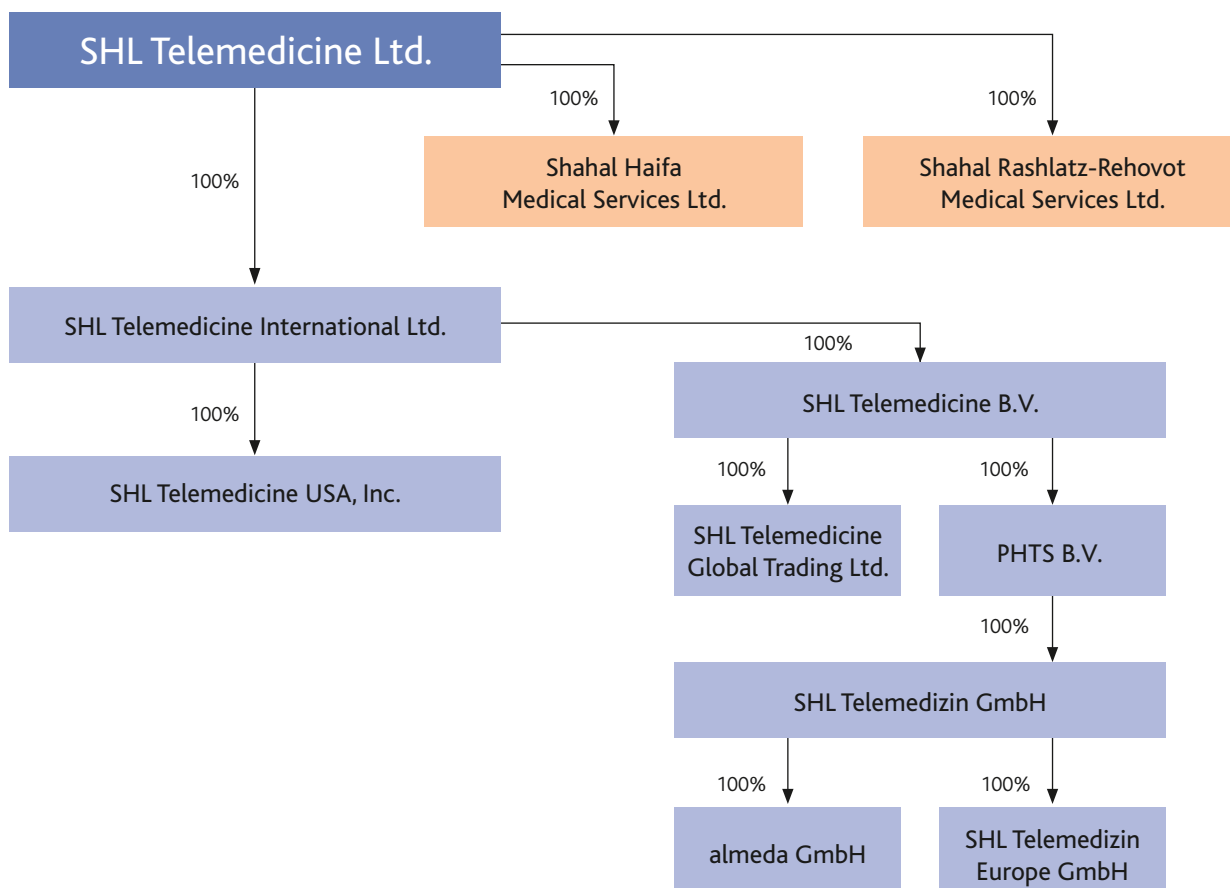 SHL Telemedicine Ltd.
100%
100%
100%
Shahal Haifa
Medical Services Ltd.
Shahal Rashlatz-Rehovot
Medical Services Ltd.
SHL Telemedicine International Ltd.
100%
100%
SHL Telemedicine B.V.
SHL Telemedicine USA, Inc.
100%
100%
SHL Telemedicine
Global Trading Ltd.
PHTS B.V.
100%
SHL Telemedizin GmbH
100%
100%
almeda GmbH
SHL Telemedizin
Europe GmbH